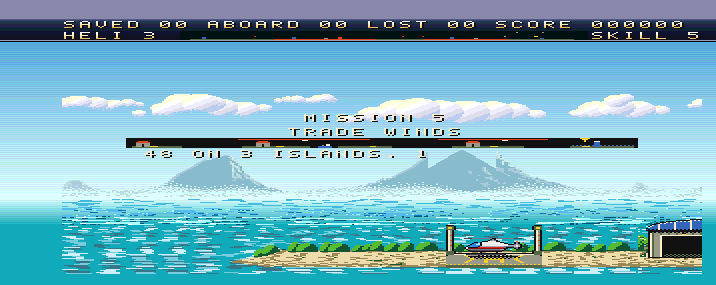 SAVED 00 ABOARD 00 LOST 00 SCORE 000000
HELI 3 SKILL 5
MISSION 5
TRADE WINDS
48 ON 3 ISLANDS. 1